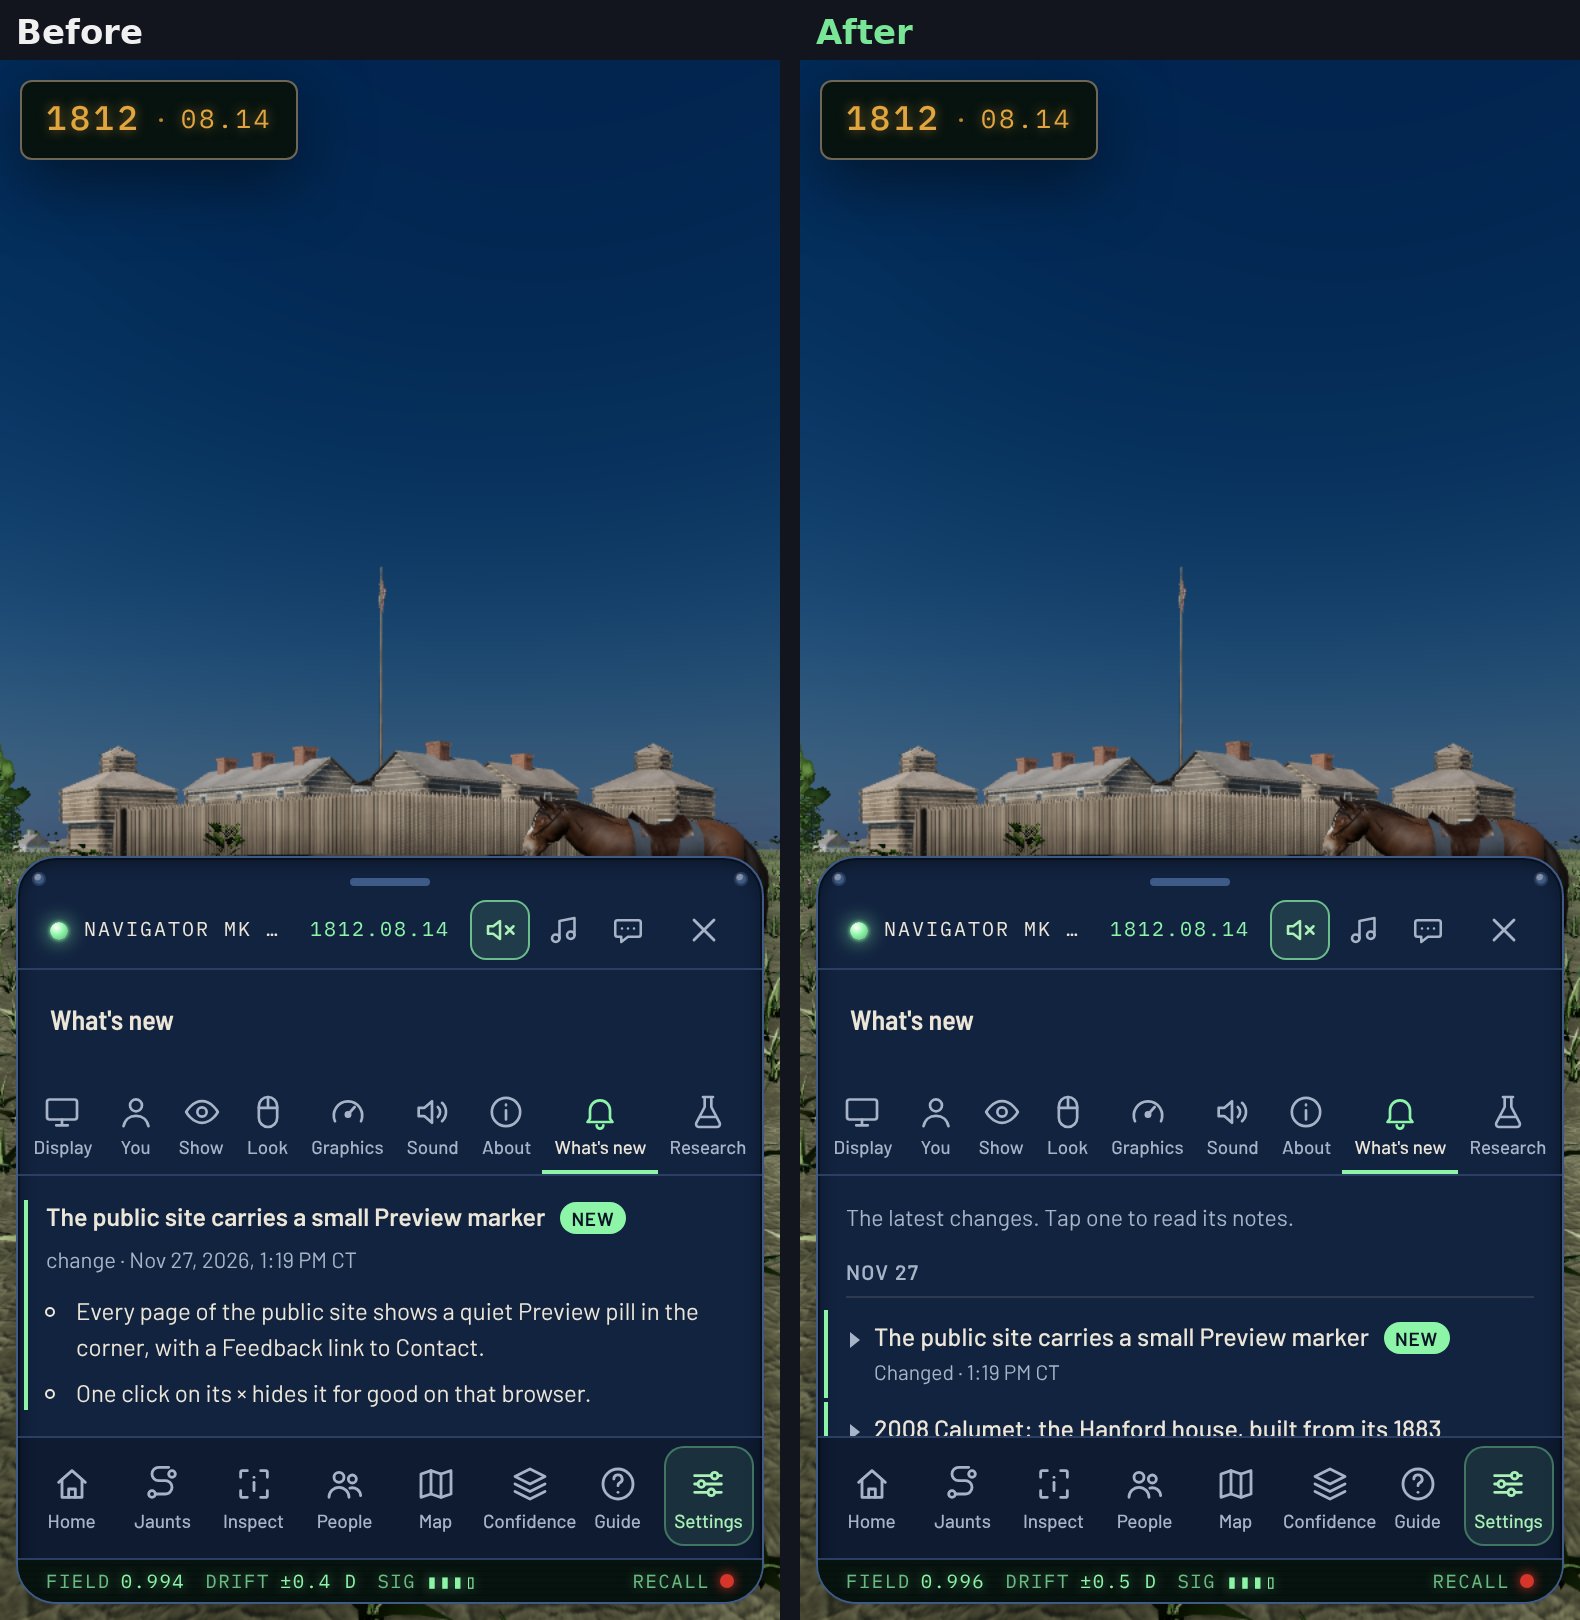 Before
1812 · 08.14
NAVIGATOR MK … 1812.08.14
What's new
Display You Show Look Graphics Sound About What's new Research
The public site carries a small Preview marker NEW
change · Nov 27, 2026, 1:19 PM CT
Every page of the public site shows a quiet Preview pill in the
corner, with a Feedback link to Contact.
One click on its × hides it for good on that browser.
Home Jaunts Inspect People Map Confidence Guide Settings
FIELD 0.994 DRIFT ±0.4 D SIG RECALL
After
1812 · 08.14
NAVIGATOR MK … 1812.08.14
What's new
Display You Show Look Graphics Sound About What's new Research
The latest changes. Tap one to read its notes.
NOV 27
The public site carries a small Preview marker NEW
Changed · 1:19 PM CT
2008 Calumet: the Hanford house, built from its 1883
Home Jaunts Inspect People Map Confidence Guide Settings
FIELD 0.996 DRIFT ±0.5 D SIG RECALL